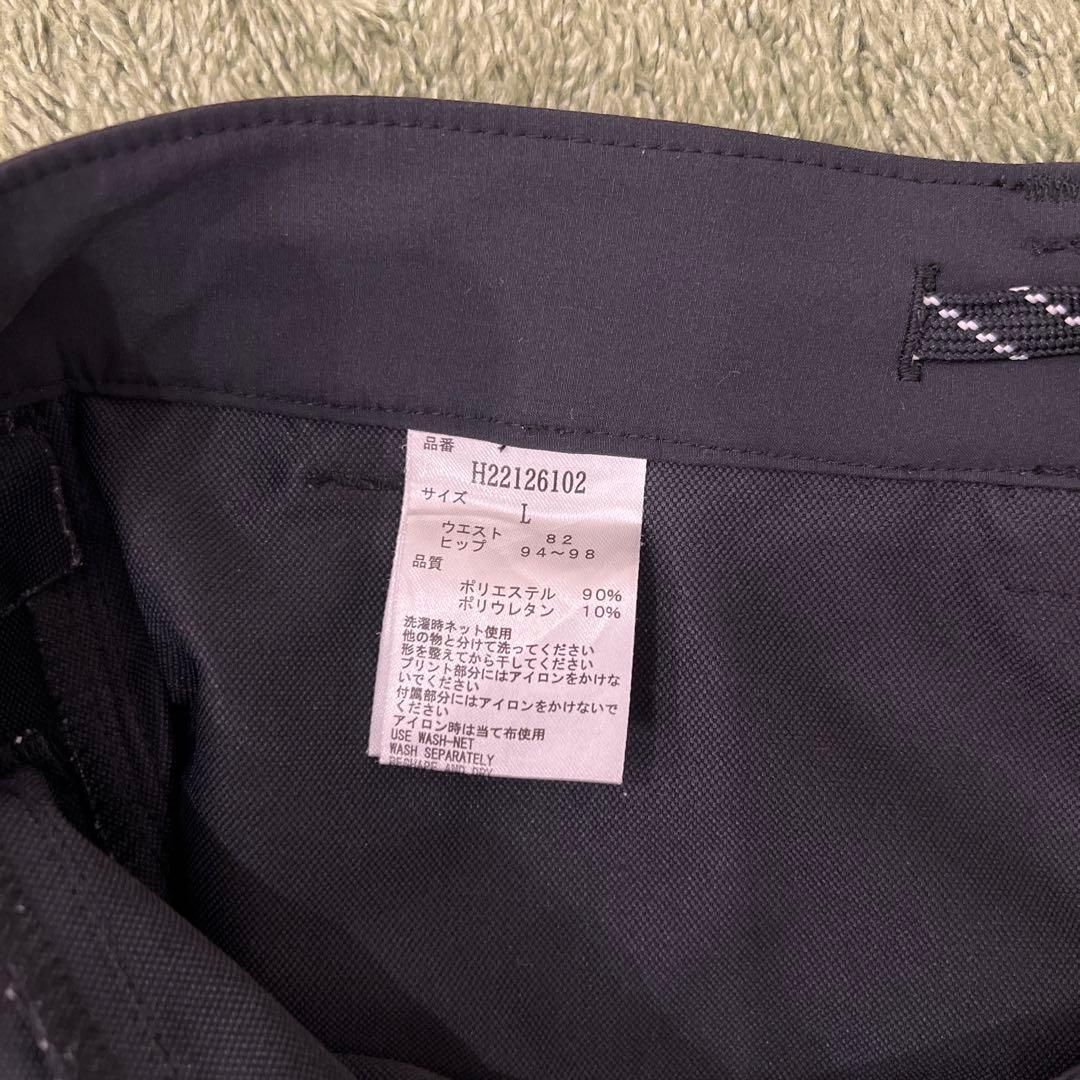 品番
H22126102
サイズ
L
ウエスト 82
ヒップ 94~98
品質
ポリエステル 90%
ポリウレタン 10%
洗濯時ネット使用
他の物と分けて洗ってください
形を整えてから干してください
プリント部分にはアイロンをかけな
いでください
付属部分にはアイロンをかけないで
ください
アイロン時は当て布使用
USE WASH-NET
WASH SEPARATELY
RESHAPE AND DRY